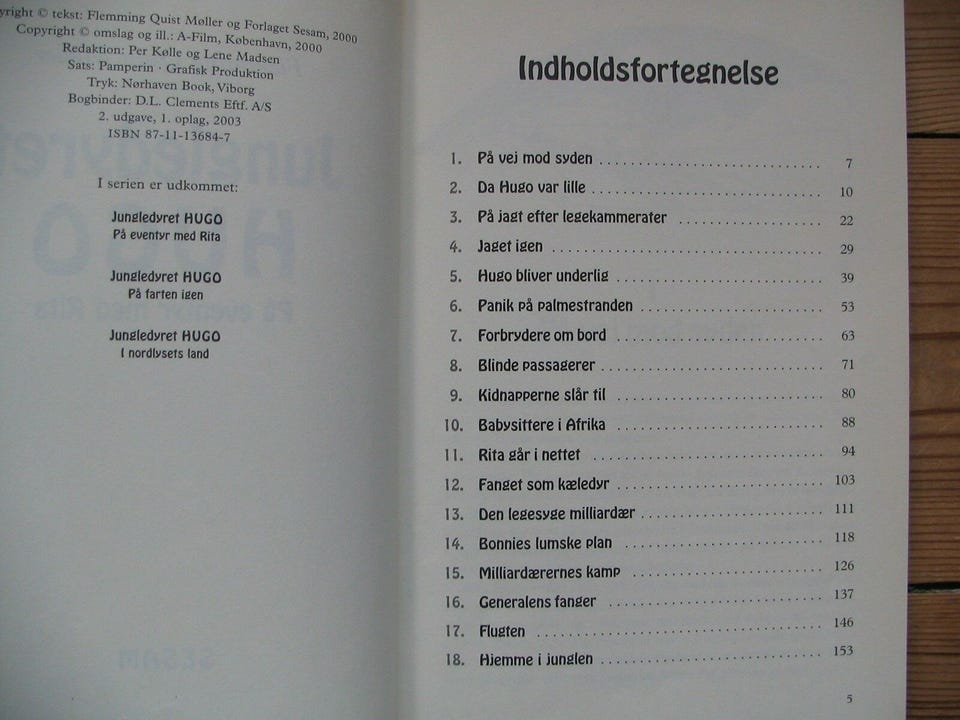 yright © tekst: Flemming Quist Møller og Forlaget Sesam, 2000
Copyright © omslag og ill.: A-Film, København, 2000
Redaktion: Per Kølle og Lene Madsen
Sats: Pamperin · Grafisk Produktion
Tryk: Nørhaven Book, Viborg
Bogbinder: D.L. Clements Eftf. A/S
2. udgave, 1. oplag, 2003
ISBN 87-11-13684-7
I serien er udkommet:
Jungledyret HUGO
På eventyr med Rita
Jungledyret HUGO
På farten igen
Jungledyret HUGO
I nordlysets land
Indholdsfortegnelse
1. På vej mod syden 7
2. Da Hugo var lille 10
3. På jagt efter legekammerater 22
4. Jaget igen 29
5. Hugo bliver underlig 39
6. Panik på palmestranden 53
7. Forbrydere om bord 63
8. Blinde passagerer 71
9. Kidnapperne slår til 80
10. Babysittere i Afrika 88
11. Rita går i nettet 94
12. Fanget som kæledyr 103
13. Den legesyge milliardær 111
14. Bonnies lumske plan 118
15. Milliardærernes kamp 126
16. Generalens fanger 137
17. Flugten 146
18. Hjemme i junglen 153
5